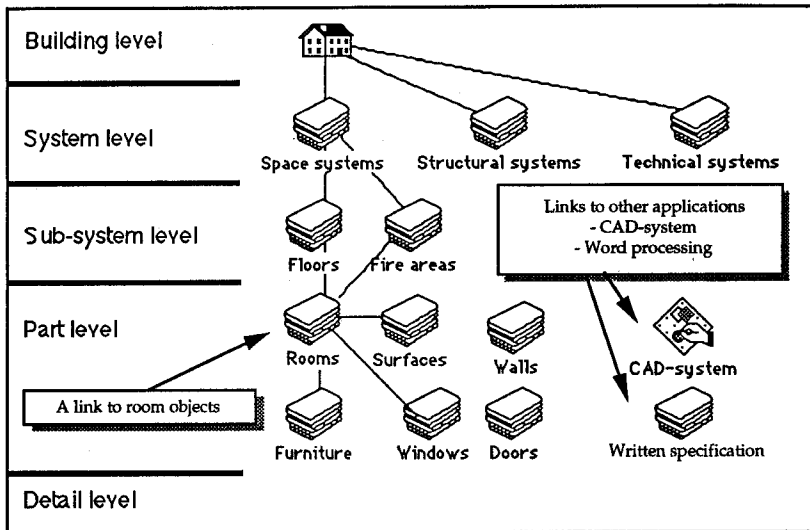 Building level
System level
Space systems
Structural systems
Technical systems
Links to other applications
- CAD-system
- Word processing
Sub-system level
Floors
Fire areas
Part level
Rooms
Surfaces
Walls
CAD-system
A link to room objects
Furniture
Windows
Doors
Written specification
Detail level